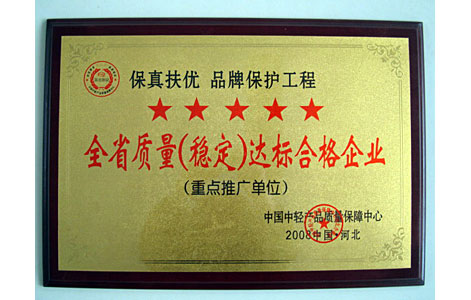 保真扶优 品牌保护工程
★★★★★
全省质量(稳定)达标合格企业
(重点推广单位)
中国中轻产品质量保障中心
2008中国·河北